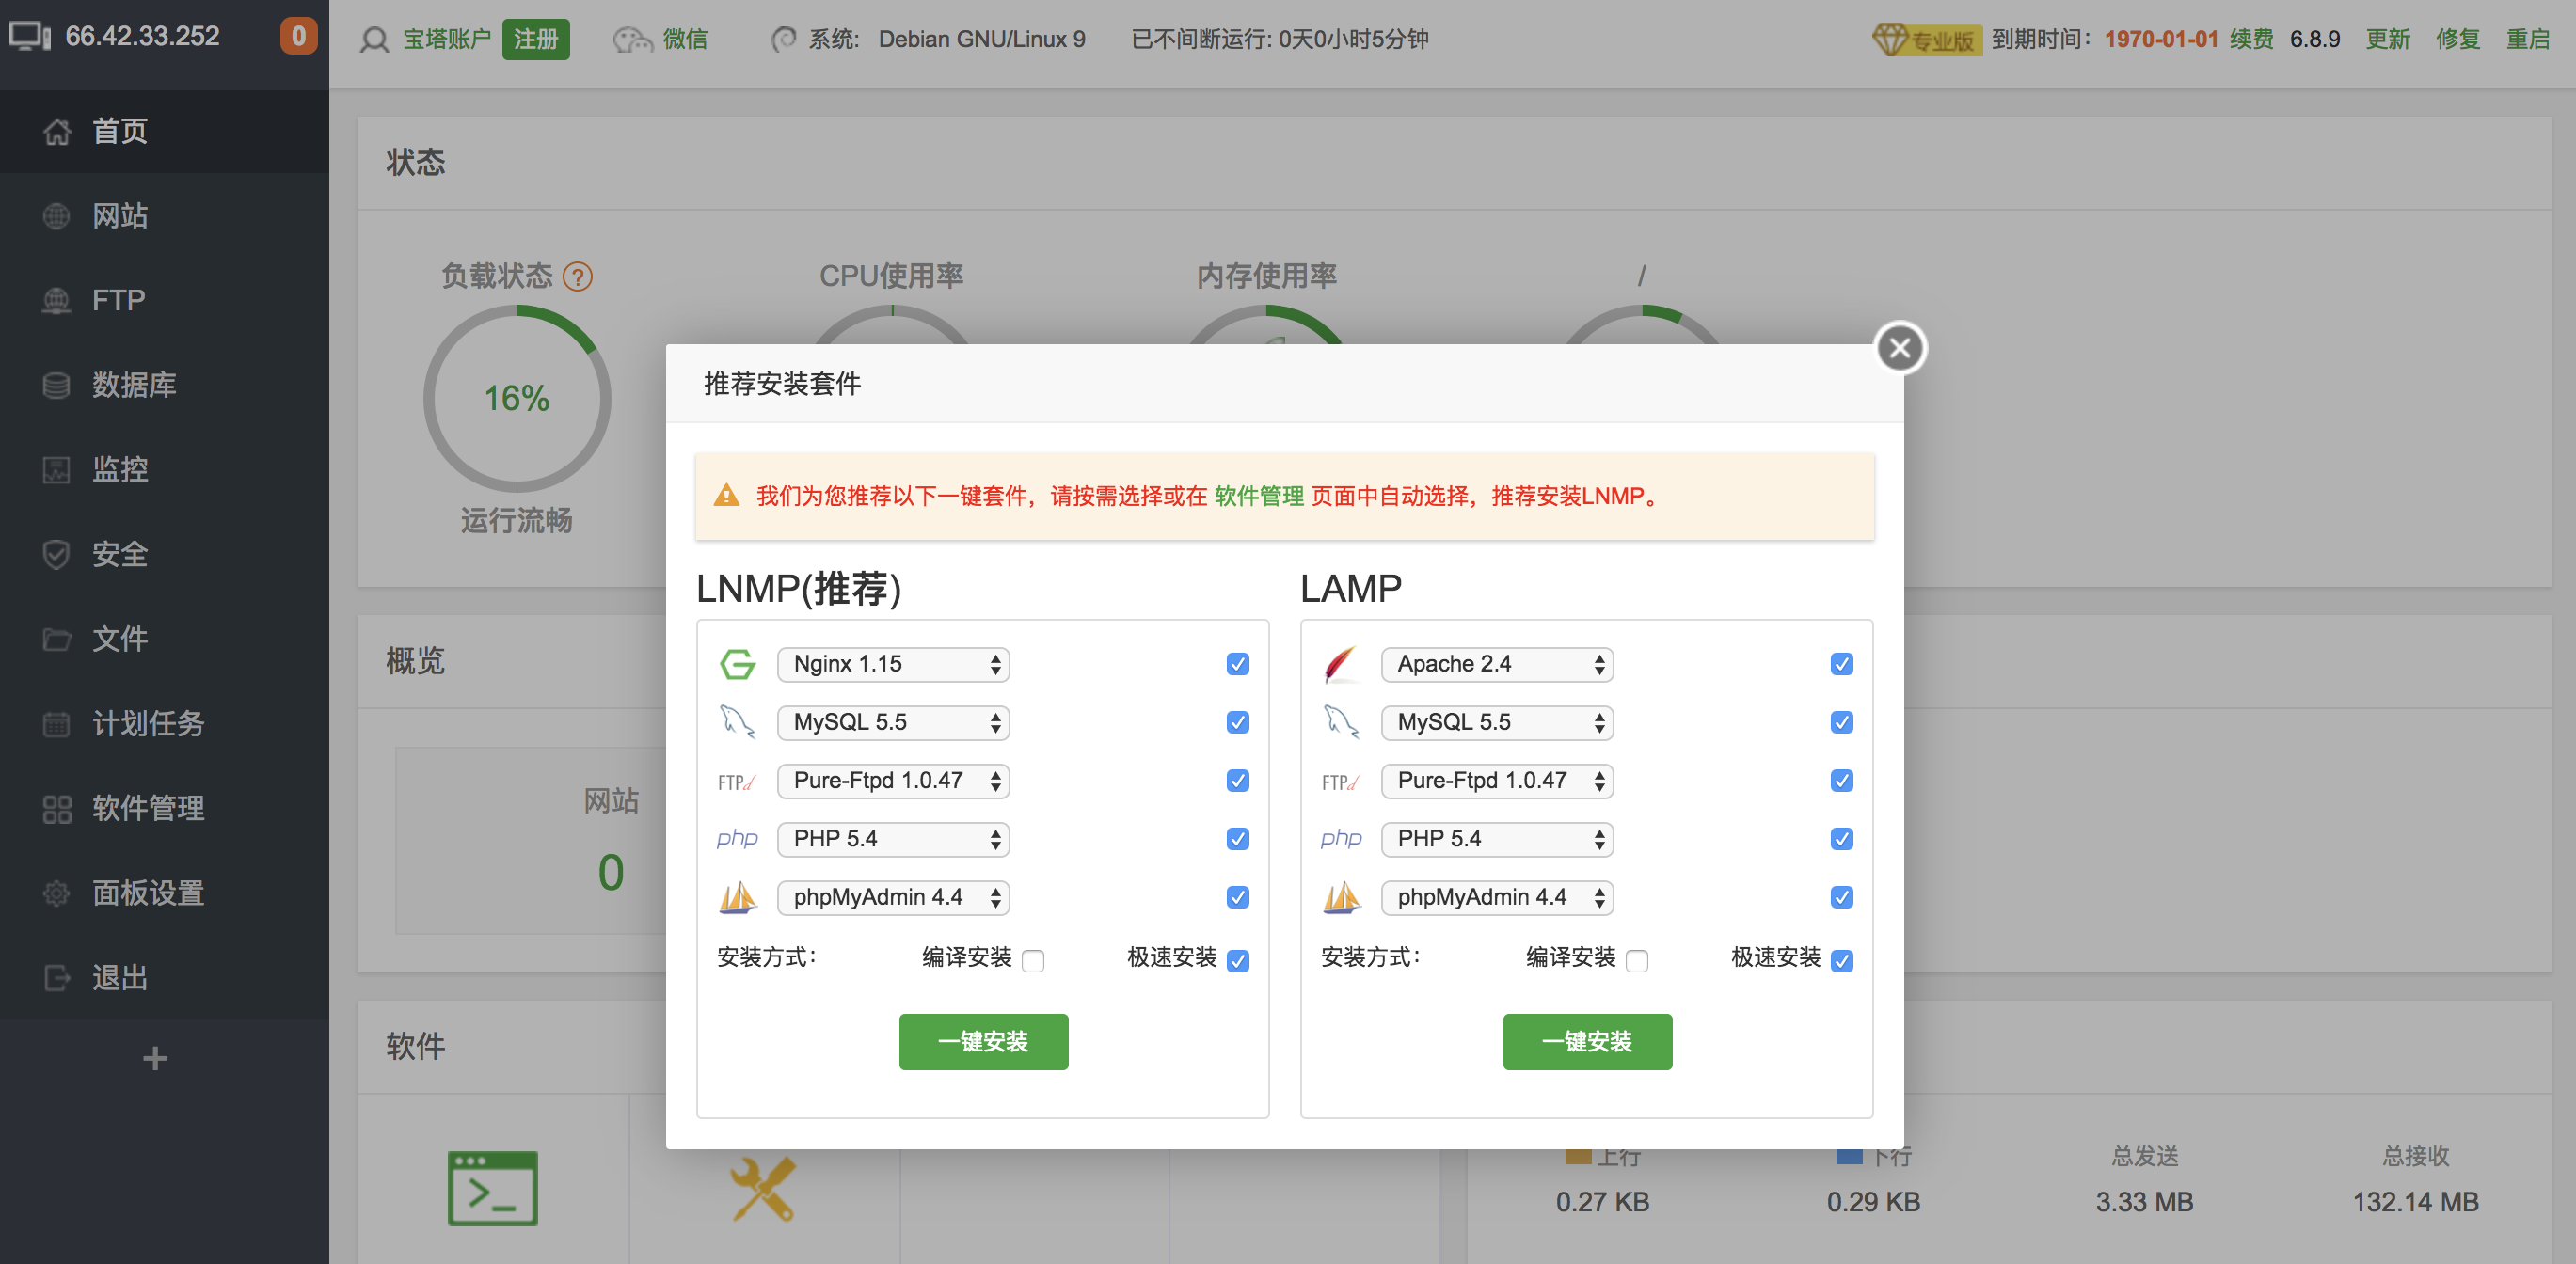 66.42.33.252
0
宝塔账户
注册
微信
系统: Debian GNU/Linux 9
已不间断运行: 0天0小时5分钟
专业版
到期时间: 1970-01-01
续费
6.8.9
更新
修复
重启
首页
网站
FTP
数据库
监控
安全
文件
计划任务
软件管理
面板设置
退出
+
状态
负载状态 ?
CPU使用率
内存使用率
/
16%
运行流畅
概览
网站
0
软件
推荐安装套件
我们为您推荐以下一键套件，请按需选择或在 软件管理 页面中自动选择，推荐安装LNMP。
LNMP(推荐)
Nginx 1.15
MySQL 5.5
FTPd
Pure-Ftpd 1.0.47
php
PHP 5.4
phpMyAdmin 4.4
安装方式：
编译安装
极速安装
一键安装
LAMP
Apache 2.4
MySQL 5.5
FTPd
Pure-Ftpd 1.0.47
php
PHP 5.4
phpMyAdmin 4.4
安装方式：
编译安装
极速安装
一键安装
上行
下行
总发送
总接收
0.27 KB
0.29 KB
3.33 MB
132.14 MB